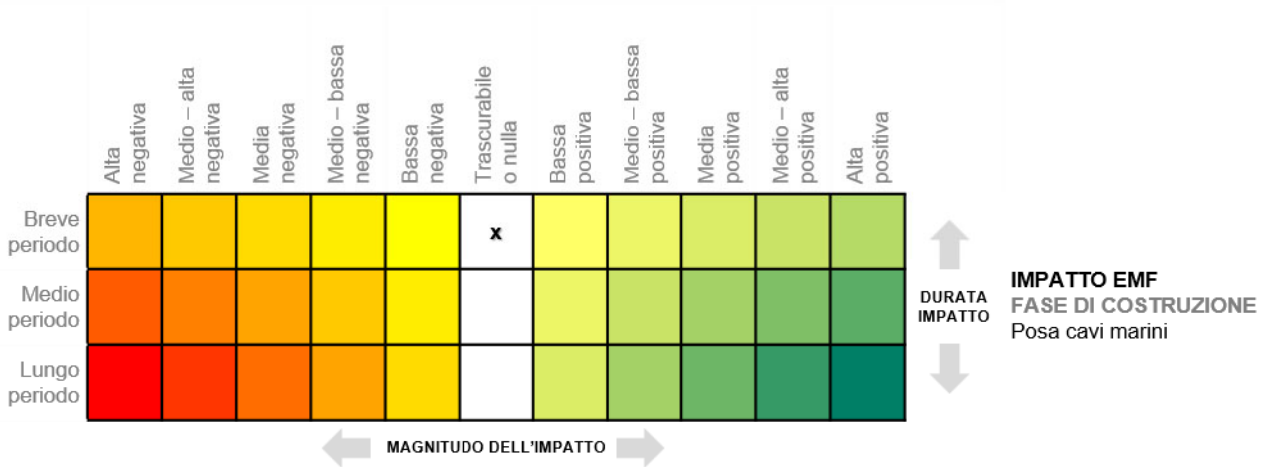 Alta
negativa
Medio – alta
negativa
Media
negativa
Medio – bassa
negativa
Bassa
negativa
Trascurabile
o nulla
Bassa
positiva
Medio – bassa
positiva
Media
positiva
Medio – alta
positiva
Alta
positiva
Breve
periodo
x
Medio
periodo
Lungo
periodo
DURATA
IMPATTO
IMPATTO EMF
FASE DI COSTRUZIONE
Posa cavi marini
MAGNITUDO DELL'IMPATTO